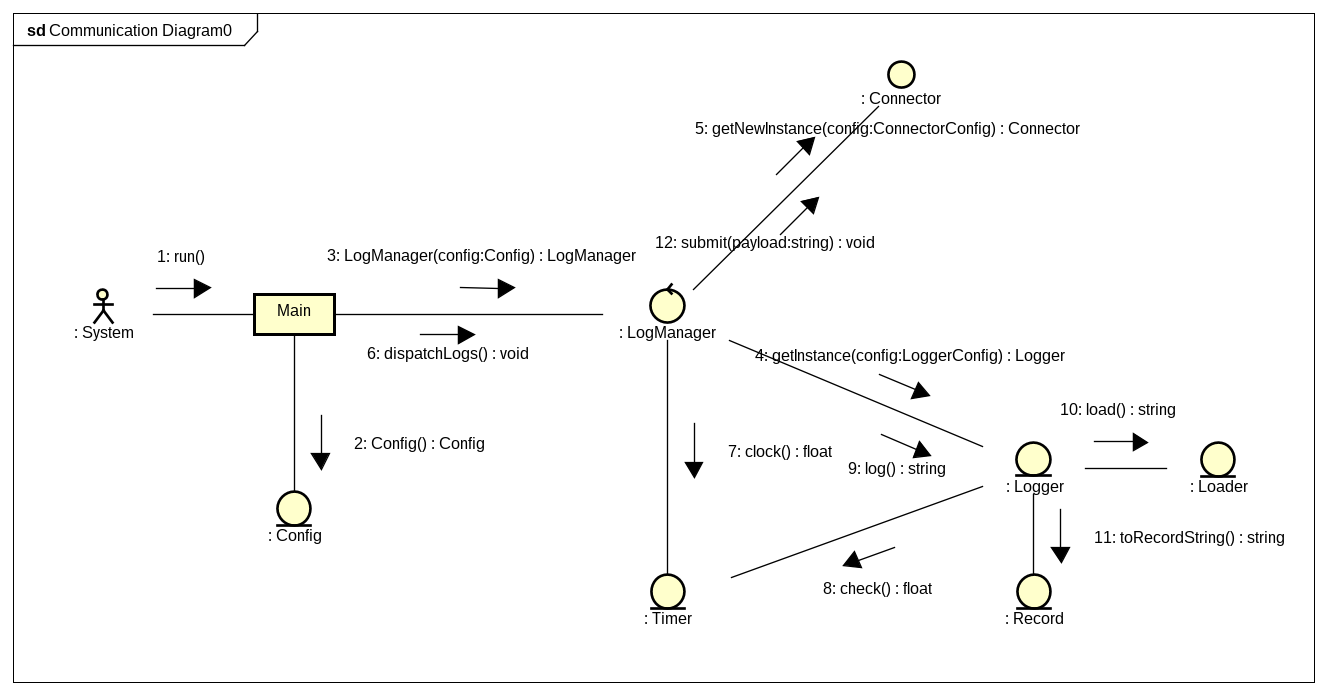 sd Communication Diagram0
: Connector
5: getNewInstance(config:ConnectorConfig) : Connector
12: submit(payload:string) : void
1: run()
3: LogManager(config:Config) : LogManager
: System
Main
: LogManager
6: dispatchLogs() : void
4: getInstance(config:LoggerConfig) : Logger
10: load() : string
2: Config() : Config
7: clock() : float
9: log() : string
: Logger
: Loader
: Config
11: toRecordString() : string
8: check() : float
: Timer
: Record